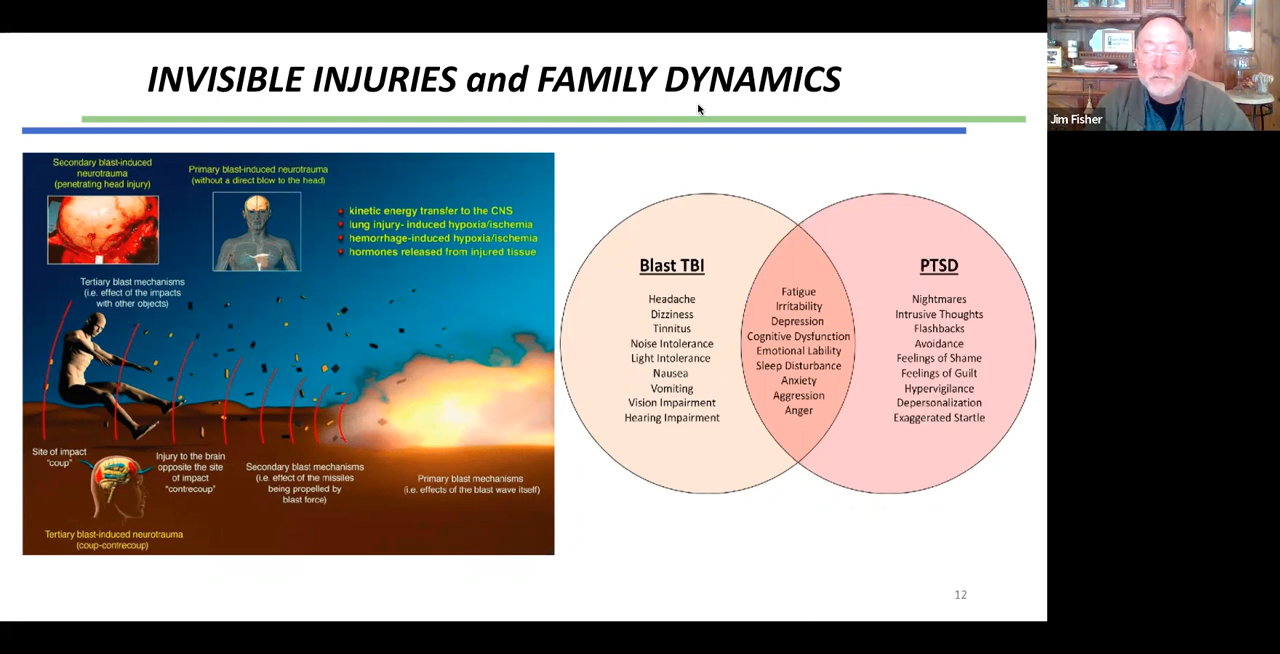 INVISIBLE INJURIES and FAMILY DYNAMICS
Jim Fisher
Secondary blast-induced
neurotrauma
(penetrating head injury)
Primary blast-induced neurotrauma
(without a direct blow to the head)
kinetic energy transfer to the CNS
lung injury- induced hypoxia/ischemia
hemorrhage-induced hypoxia/ischemia
hormones released from injured tissue
Tertiary blast mechanisms
(i.e. effect of the impacts
with other objects)
Site of impact
"coup"
Injury to the brain
opposite the site
of impact
"contrecoup"
Secondary blast mechanisms
(i.e. effect of the missiles
being propelled by
blast force)
Primary blast mechanisms
(i.e. effects of the blast wave itself)
Tertiary blast-induced neurotrauma
(coup-contrecoup)
Blast TBI
Headache
Dizziness
Tinnitus
Noise Intolerance
Light Intolerance
Nausea
Vomiting
Vision Impairment
Hearing Impairment
Fatigue
Irritability
Depression
Cognitive Dysfunction
Emotional Lability
Sleep Disturbance
Anxiety
Aggression
Anger
PTSD
Nightmares
Intrusive Thoughts
Flashbacks
Avoidance
Feelings of Shame
Feelings of Guilt
Hypervigilance
Depersonalization
Exaggerated Startle
12